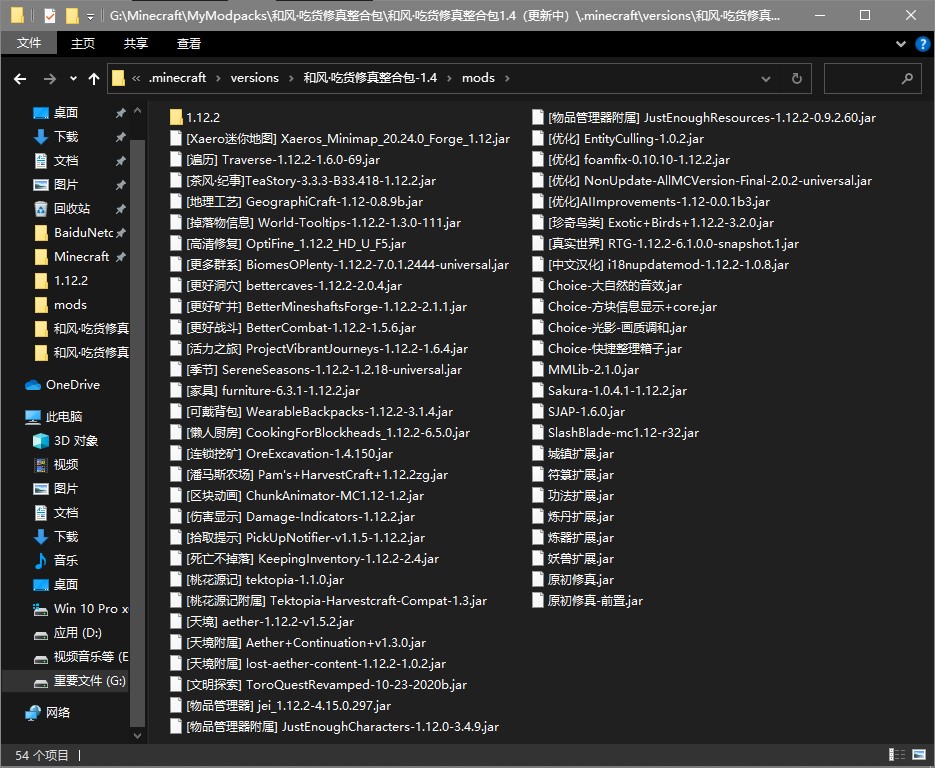 G:\Minecraft\MyModpacks\和风·吃货修真整合包\和风·吃货修真整合包1.4（更新中）\.minecraft\versions\和风·吃货修真...
文件 主页 共享 查看
« .minecraft › versions › 和风·吃货修真整合包-1.4 › mods ›
桌面
下载
文档
图片
回收站
BaiduNetc
Minecraft
1.12.2
mods
和风·吃货修真
和风·吃货修真
OneDrive
此电脑
3D 对象
视频
图片
文档
下载
音乐
桌面
Win 10 Pro x
应用 (D:)
视频音乐等 (E
重要文件 (G:)
网络
1.12.2
[Xaero迷你地图] Xaeros_Minimap_20.24.0_Forge_1.12.jar
[遍历] Traverse-1.12.2-1.6.0-69.jar
[茶风·纪事]TeaStory-3.3.3-B33.418-1.12.2.jar
[地理工艺] GeographiCraft-1.12-0.8.9b.jar
[掉落物信息] World-Tooltips-1.12.2-1.3.0-111.jar
[高清修复] OptiFine_1.12.2_HD_U_F5.jar
[更多群系] BiomesOPlenty-1.12.2-7.0.1.2444-universal.jar
[更好洞穴] bettercaves-1.12.2-2.0.4.jar
[更好矿井] BetterMineshaftsForge-1.12.2-2.1.1.jar
[更好战斗] BetterCombat-1.12.2-1.5.6.jar
[活力之旅] ProjectVibrantJourneys-1.12.2-1.6.4.jar
[季节] SereneSeasons-1.12.2-1.2.18-universal.jar
[家具] furniture-6.3.1-1.12.2.jar
[可戴背包] WearableBackpacks-1.12.2-3.1.4.jar
[懒人厨房] CookingForBlockheads_1.12.2-6.5.0.jar
[连锁挖矿] OreExcavation-1.4.150.jar
[潘马斯农场] Pam's+HarvestCraft+1.12.2zg.jar
[区块动画] ChunkAnimator-MC1.12-1.2.jar
[伤害显示] Damage-Indicators-1.12.2.jar
[拾取提示] PickUpNotifier-v1.1.5-1.12.2.jar
[死亡不掉落] KeepingInventory-1.12.2-2.4.jar
[桃花源记] tektopia-1.1.0.jar
[桃花源记附属] Tektopia-Harvestcraft-Compat-1.3.jar
[天境] aether-1.12.2-v1.5.2.jar
[天境附属] Aether+Continuation+v1.3.0.jar
[天境附属] lost-aether-content-1.12.2-1.0.2.jar
[文明探索] ToroQuestRevamped-10-23-2020b.jar
[物品管理器] jei_1.12.2-4.15.0.297.jar
[物品管理器附属] JustEnoughCharacters-1.12.0-3.4.9.jar
[物品管理器附属] JustEnoughResources-1.12.2-0.9.2.60.jar
[优化] EntityCulling-1.0.2.jar
[优化] foamfix-0.10.10-1.12.2.jar
[优化] NonUpdate-AllMCVersion-Final-2.0.2-universal.jar
[优化]AIImprovements-1.12-0.0.1b3.jar
[珍奇鸟类] Exotic+Birds+1.12.2-3.2.0.jar
[真实世界] RTG-1.12.2-6.1.0.0-snapshot.1.jar
[中文汉化] i18nupdatemod-1.12.2-1.0.8.jar
Choice-大自然的音效.jar
Choice-方块信息显示+core.jar
Choice-光影-画质调和.jar
Choice-快捷整理箱子.jar
MMLib-2.1.0.jar
Sakura-1.0.4.1-1.12.2.jar
SJAP-1.6.0.jar
SlashBlade-mc1.12-r32.jar
城镇扩展.jar
符箓扩展.jar
功法扩展.jar
炼丹扩展.jar
炼器扩展.jar
妖兽扩展.jar
原初修真.jar
原初修真-前置.jar
54 个项目